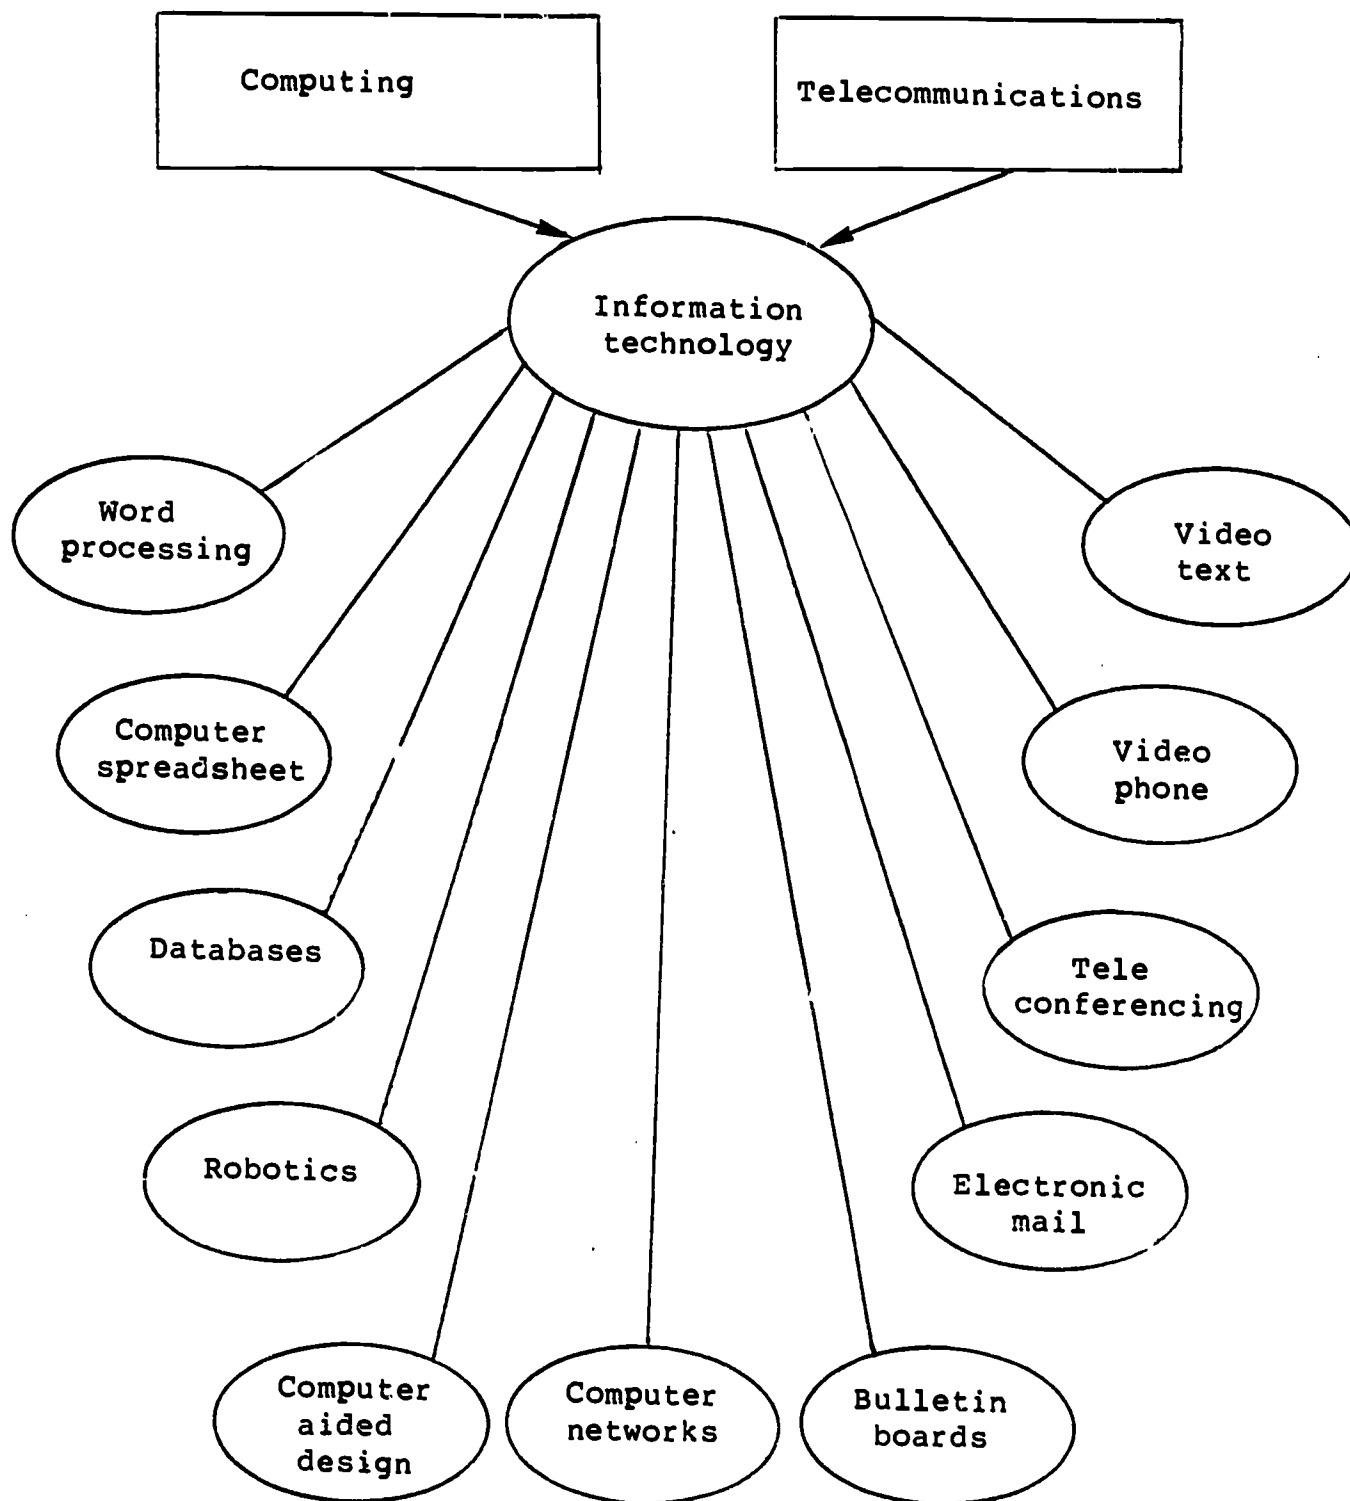 Computing
Telecommunications
Information
technology
Word
processing
Video
text
Computer
spreadsheet
Video
phone
Databases
Tele
conferencing
Robotics
Electronic
mail
Computer
aided
design
Computer
networks
Bulletin
boards